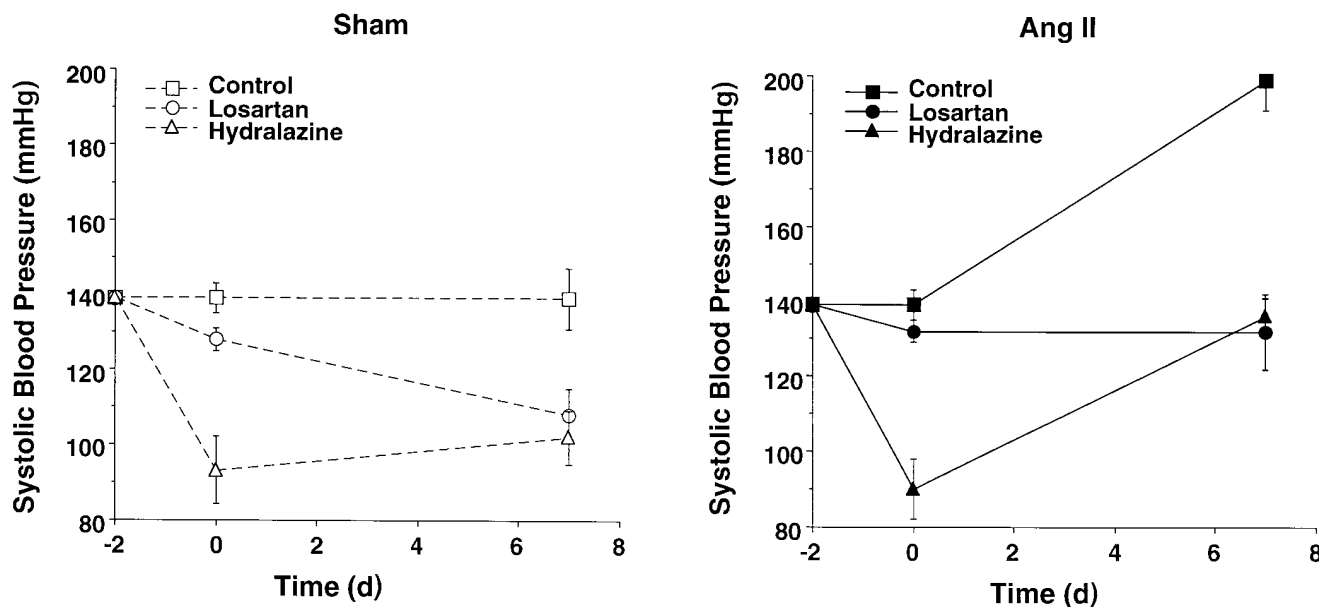 Sham
Systolic Blood Pressure (mmHg)
200
180
160
140
120
100
80
Control
Losartan
Hydralazine
-2
0
2
4
6
8
Time (d)
Ang II
Systolic Blood Pressure (mmHg)
200
180
160
140
120
100
80
Control
Losartan
Hydralazine
-2
0
2
4
6
8
Time (d)